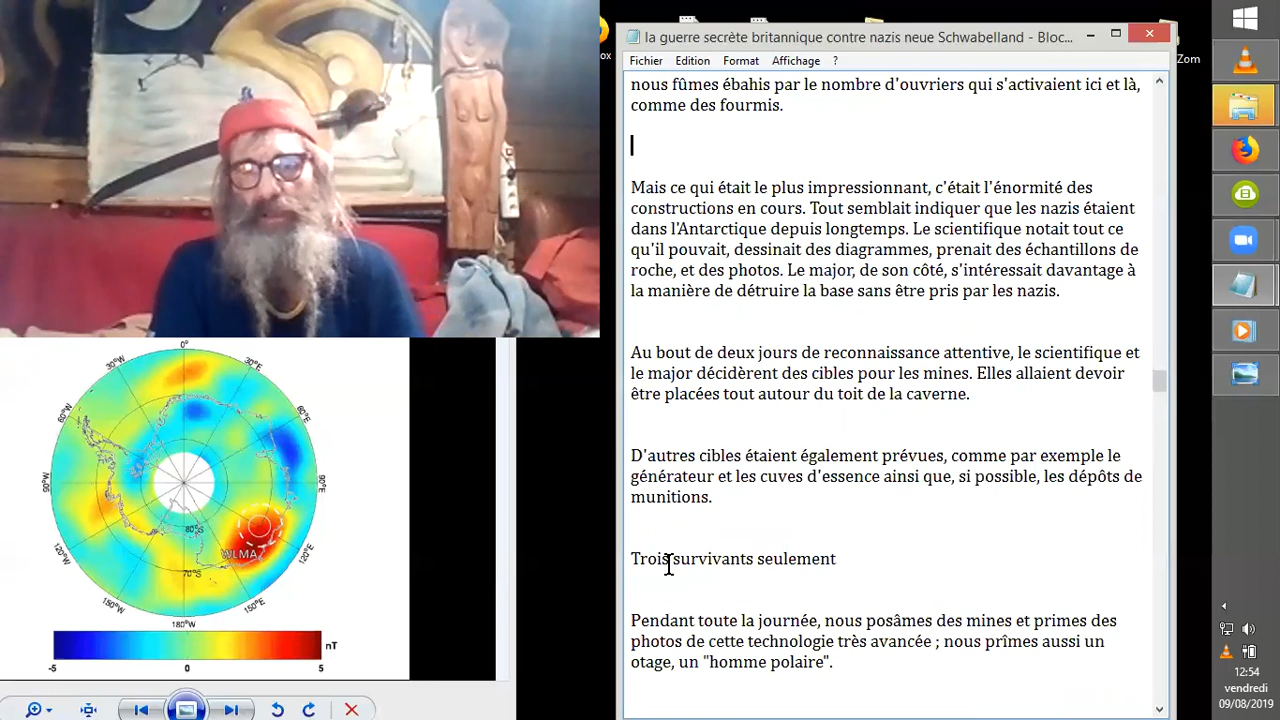 la guerre secrète britannique contre nazis neue Schwabelland - Bloc...
Fichier Edition Format Affichage ?
nous fûmes ébahis par le nombre d'ouvriers qui s'activaient ici et là,
comme des fourmis.
Mais ce qui était le plus impressionnant, c'était l'énormité des
constructions en cours. Tout semblait indiquer que les nazis étaient
dans l'Antarctique depuis longtemps. Le scientifique notait tout ce
qu'il pouvait, dessinait des diagrammes, prenait des échantillons de
roche, et des photos. Le major, de son côté, s'intéressait davantage à
la manière de détruire la base sans être pris par les nazis.
Au bout de deux jours de reconnaissance attentive, le scientifique et
le major décidèrent des cibles pour les mines. Elles allaient devoir
être placées tout autour du toit de la caverne.
D'autres cibles étaient également prévues, comme par exemple le
générateur et les cuves d'essence ainsi que, si possible, les dépôts de
munitions.
Trois survivants seulement
Pendant toute la journée, nous posâmes des mines et primes des
photos de cette technologie très avancée ; nous prîmes aussi un
otage, un "homme polaire".
0°
30°W
30°E
60°W
60°E
90°W
90°E
80°S
WLMA
120°E
70°S
120°W
150°E
150°W
180°W
nT
-5 0 5
ox
Zom
12:54
vendredi
09/08/2019